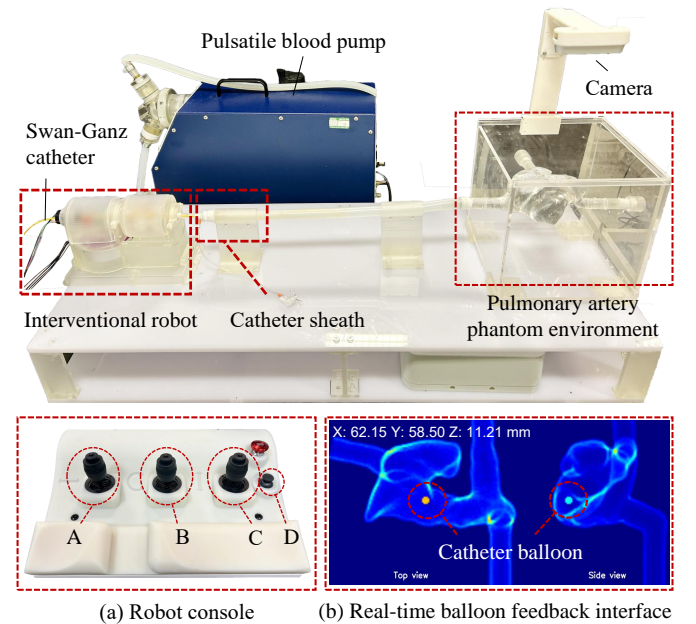 Pulsatile blood pump
Camera
Swan-Ganz
catheter
Interventional robot
Catheter sheath
Pulmonary artery
phantom environment
A
B
C
D
X: 62.15 Y: 58.50 Z: 11.21 mm
Catheter balloon
Top view
Side view
(a) Robot console
(b) Real-time balloon feedback interface